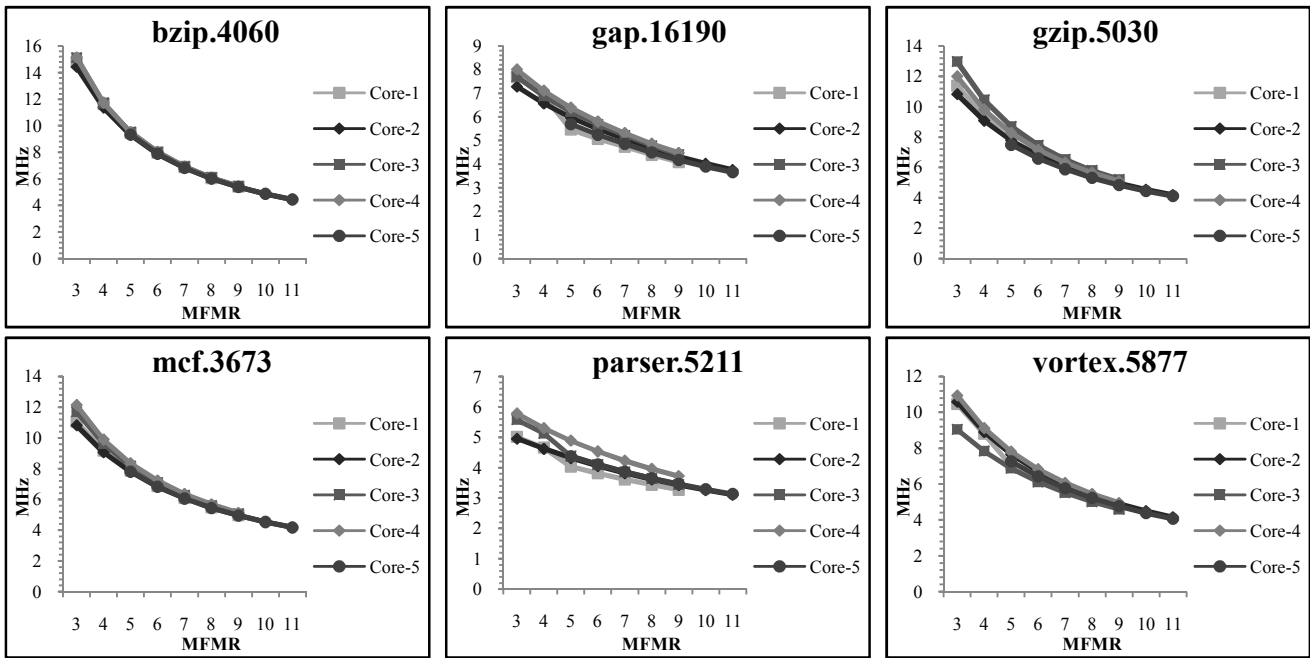 bzip.4060
16
14
12
10
8
6
4
2
0
MHz
3 4 5 6 7 8 9 10 11
MFMR
Core-1
Core-2
Core-3
Core-4
Core-5
gap.16190
9
8
7
6
5
4
3
2
1
0
MHz
3 4 5 6 7 8 9 10 11
MFMR
Core-1
Core-2
Core-3
Core-4
Core-5
gzip.5030
14
12
10
8
6
4
2
0
MHz
3 4 5 6 7 8 9 10 11
MFMR
Core-1
Core-2
Core-3
Core-4
Core-5
mcf.3673
14
12
10
8
6
4
2
0
MHz
3 4 5 6 7 8 9 10 11
MFMR
Core-1
Core-2
Core-3
Core-4
Core-5
parser.5211
7
6
5
4
3
2
1
0
MHz
3 4 5 6 7 8 9 10 11
MFMR
Core-1
Core-2
Core-3
Core-4
Core-5
vortex.5877
12
10
8
6
4
2
0
MHz
3 4 5 6 7 8 9 10 11
MFMR
Core-1
Core-2
Core-3
Core-4
Core-5